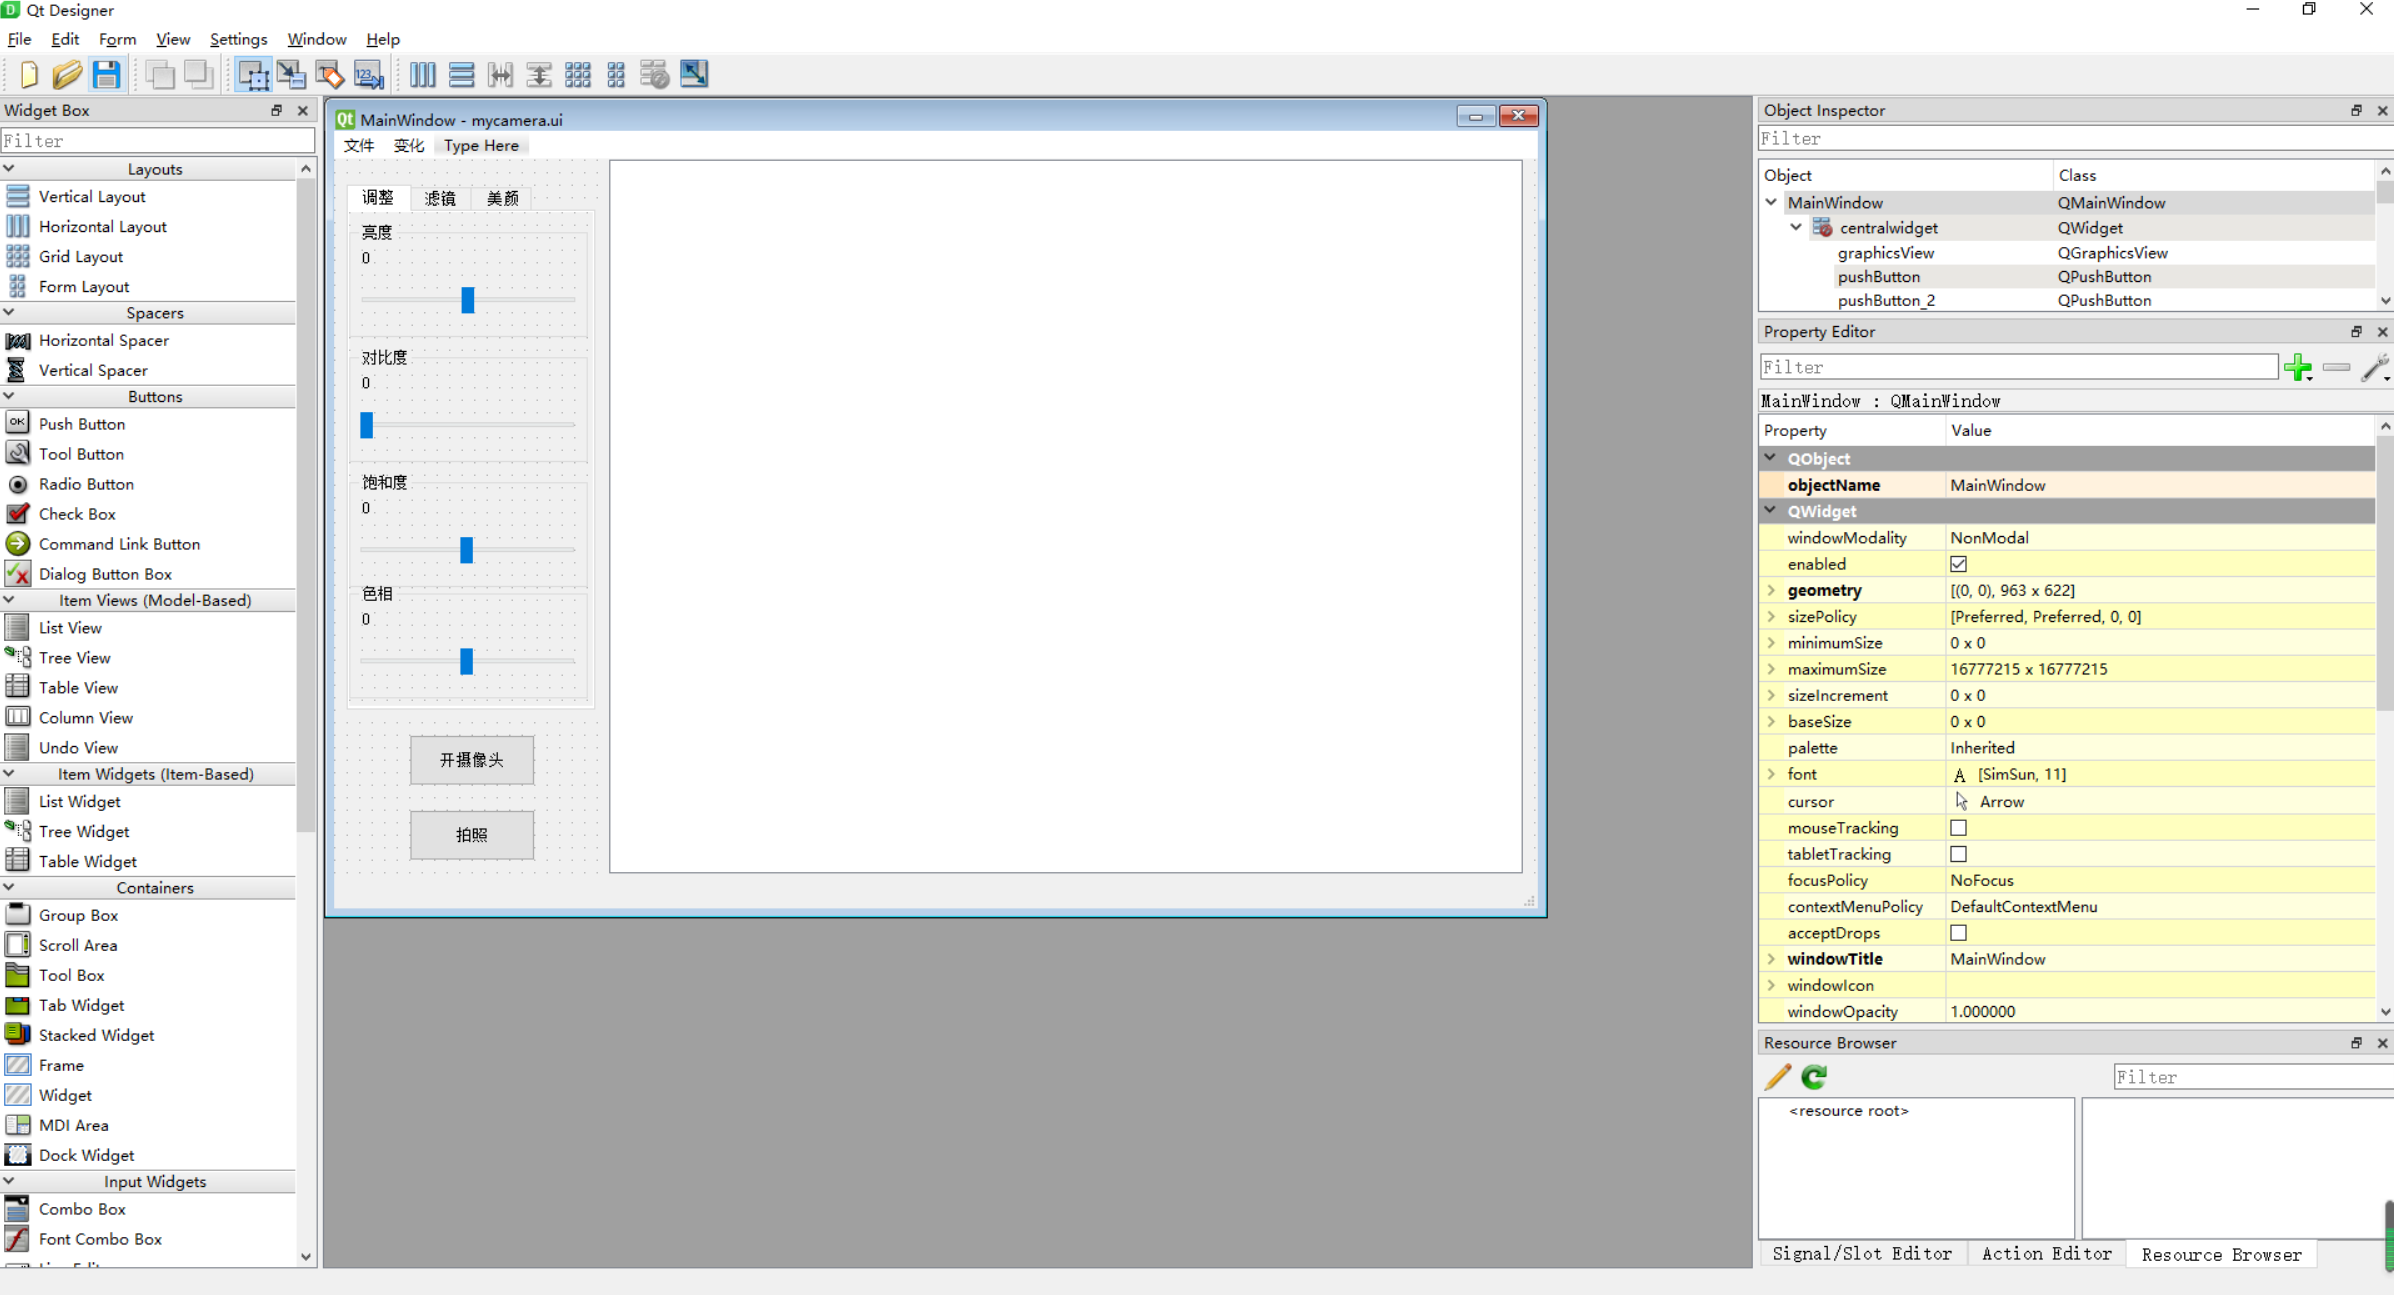 Qt Designer
File Edit Form View Settings Window Help
Widget Box
Filter
Layouts
Vertical Layout
Horizontal Layout
Grid Layout
Form Layout
Spacers
Horizontal Spacer
Vertical Spacer
Buttons
OK Push Button
Tool Button
Radio Button
Check Box
Command Link Button
Dialog Button Box
Item Views (Model-Based)
List View
Tree View
Table View
Column View
Undo View
Item Widgets (Item-Based)
List Widget
Tree Widget
Table Widget
Containers
Group Box
Scroll Area
Tool Box
Tab Widget
Stacked Widget
Frame
Widget
MDI Area
Dock Widget
Input Widgets
Combo Box
Font Combo Box
Qt MainWindow - mycamera.ui
文件 变化 Type Here
调整 滤镜 美颜
亮度
0
对比度
0
饱和度
0
色相
0
开摄像头
拍照
Object Inspector
Filter
Object Class
MainWindow QMainWindow
centralwidget QWidget
graphicsView QGraphicsView
pushButton QPushButton
pushButton_2 QPushButton
Property Editor
Filter
MainWindow : QMainWindow
Property Value
QObject
objectName MainWindow
QWidget
windowModality NonModal
enabled
geometry [(0, 0), 963 x 622]
sizePolicy [Preferred, Preferred, 0, 0]
minimumSize 0 x 0
maximumSize 16777215 x 16777215
sizeIncrement 0 x 0
baseSize 0 x 0
palette Inherited
font A [SimSun, 11]
cursor Arrow
mouseTracking
tabletTracking
focusPolicy NoFocus
contextMenuPolicy DefaultContextMenu
acceptDrops
windowTitle MainWindow
windowIcon
windowOpacity 1.000000
Resource Browser
Filter
<resource root>
Signal/Slot Editor Action Editor Resource Browser